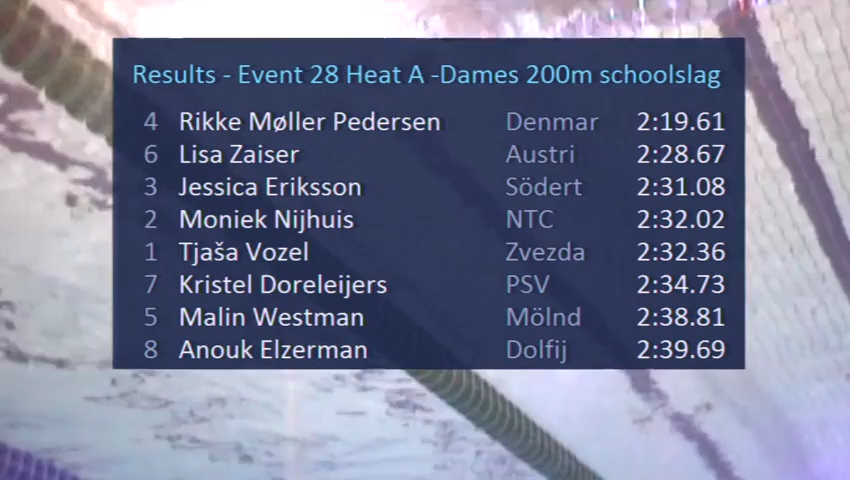 Results - Event 28 Heat A -Dames 200m schoolslag
4 Rikke Møller Pedersen Denmar 2:19.61
6 Lisa Zaiser Austri 2:28.67
3 Jessica Eriksson Södert 2:31.08
2 Moniek Nijhuis NTC 2:32.02
1 Tjaša Vozel Zvezda 2:32.36
7 Kristel Doreleijers PSV 2:34.73
5 Malin Westman Mölnd 2:38.81
8 Anouk Elzerman Dolfij 2:39.69